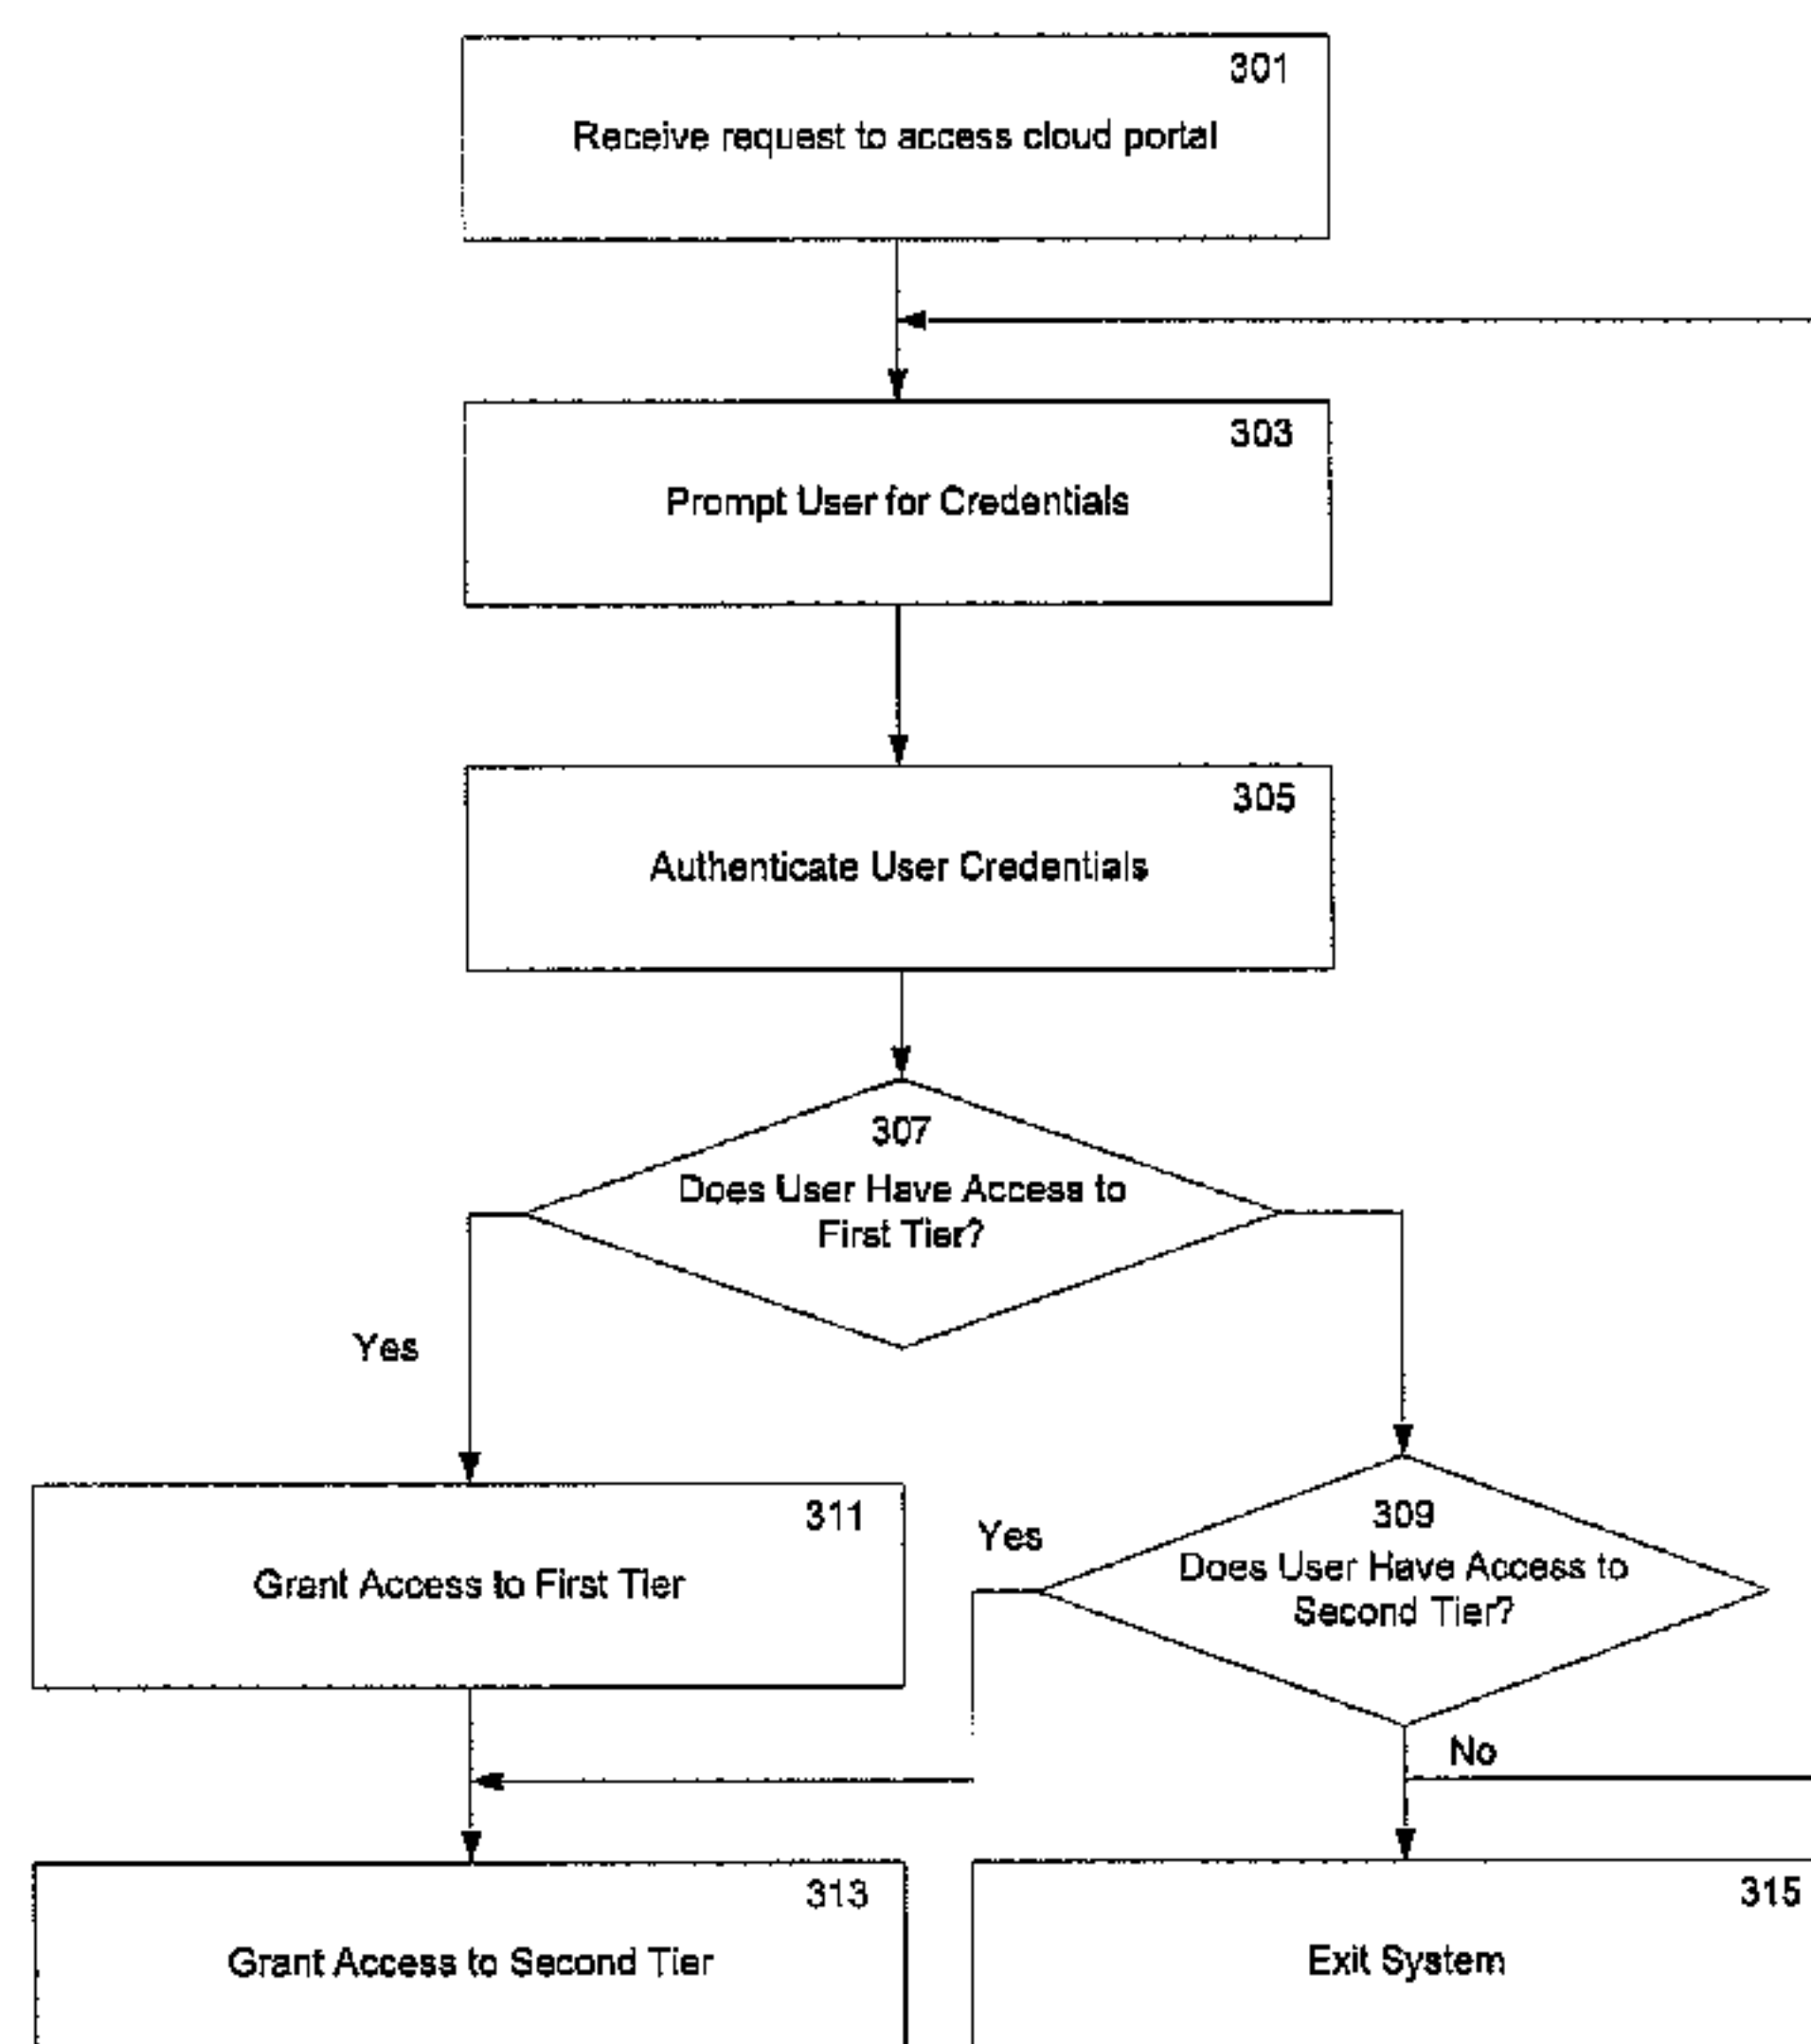 301
Receive request to access cloud portal
303
Prompt User for Credentials
305
Authenticate User Credentials
307
Does User Have Access to
First Tier?
Yes
311
Grant Access to First Tier
Yes
309
Does User Have Access to
Second Tier?
No
313
Grant Access to Second Tier
315
Exit System